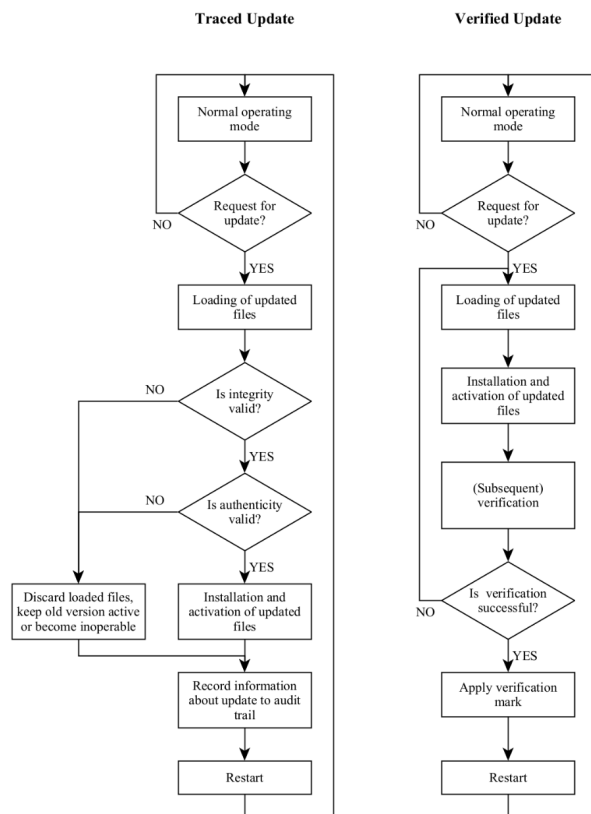 Traced Update
Normal operating
mode
Request for
update?
NO
YES
Loading of updated
files
Is integrity
valid?
NO
YES
Is authenticity
valid?
NO
YES
Discard loaded files,
keep old version active
or become inoperable
Installation and
activation of updated
files
Record information
about update to audit
trail
Restart
Verified Update
Normal operating
mode
Request for
update?
NO
YES
Loading of updated
files
Installation and
activation of updated
files
(Subsequent)
verification
Is verification
successful?
NO
YES
Apply verification
mark
Restart